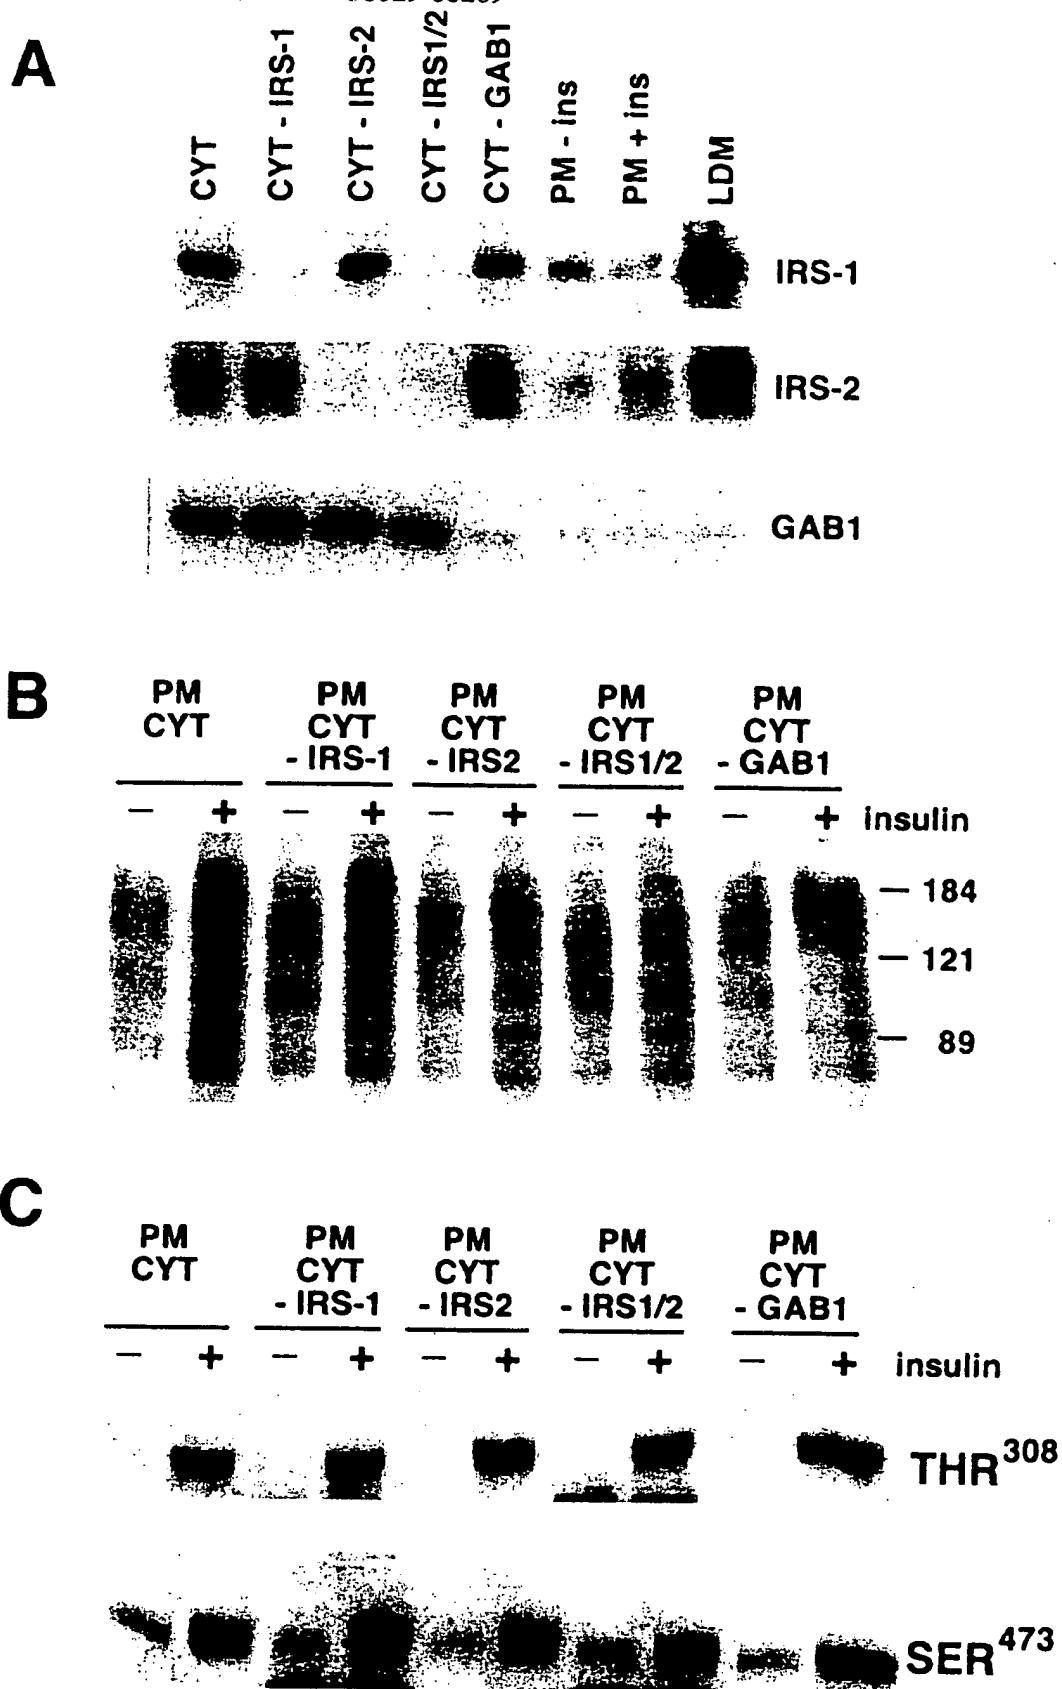 A
CYT
CYT - IRS-1
CYT - IRS-2
CYT - IRS1/2
CYT - GAB1
PM - ins
PM + ins
LDM
IRS-1
IRS-2
GAB1
B
PM CYT
PM CYT - IRS-1
PM CYT - IRS2
PM CYT - IRS1/2
PM CYT - GAB1
− + − + − + − + − + insulin
— 184
— 121
— 89
C
PM CYT
PM CYT - IRS-1
PM CYT - IRS2
PM CYT - IRS1/2
PM CYT - GAB1
− + − + − + − + − + insulin
THR308
SER473